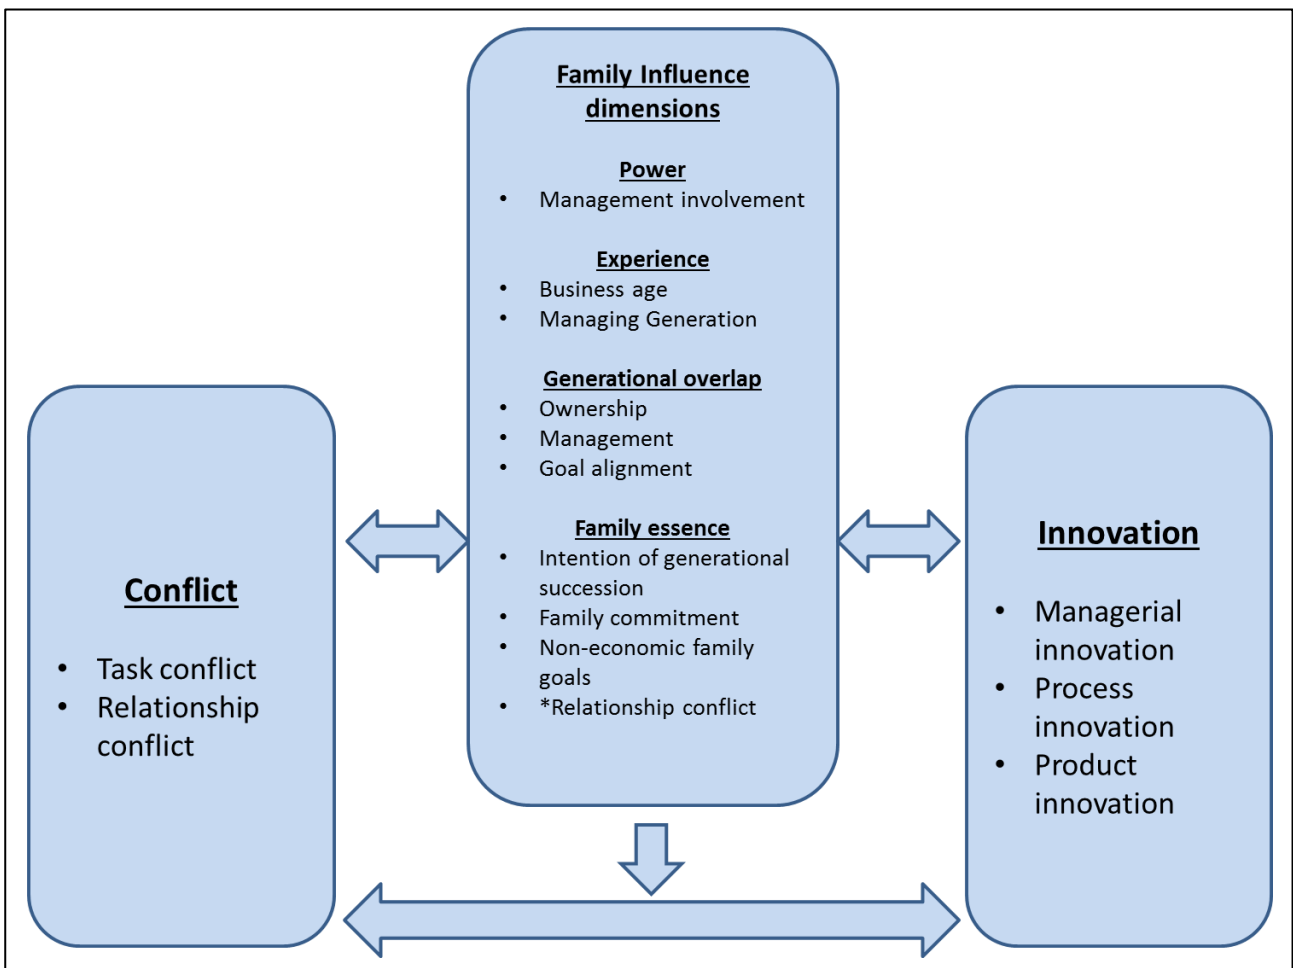 Family Influence
dimensions
Power
• Management involvement
Experience
• Business age
• Managing Generation
Generational overlap
• Ownership
• Management
• Goal alignment
Family essence
• Intention of generational
succession
• Family commitment
• Non-economic family
goals
• *Relationship conflict
Conflict
• Task conflict
• Relationship
conflict
Innovation
• Managerial
innovation
• Process
innovation
• Product
innovation